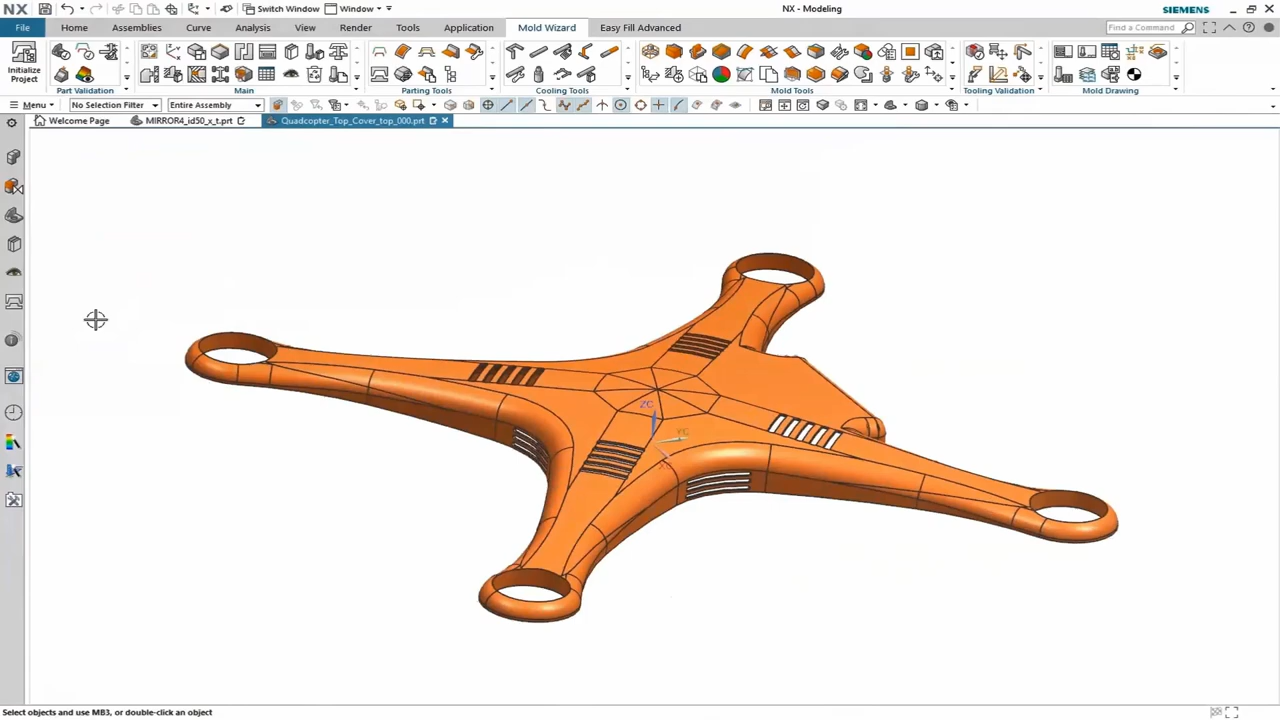 NX Switch Window Window NX - Modeling SIEMENS
File Home Assemblies Curve Analysis View Render Tools Application Mold Wizard Easy Fill Advanced Find a Command
Initialize
Project
Part Validation Main Parting Tools Cooling Tools Mold Tools Tooling Validation Mold Drawing
Menu No Selection Filter Entire Assembly
Welcome Page MIRROR4_id50_x_t.prt Quadcopter_Top_Cover_top_000.prt
ZC
YC
XC
Select objects and use MB3, or double-click an object